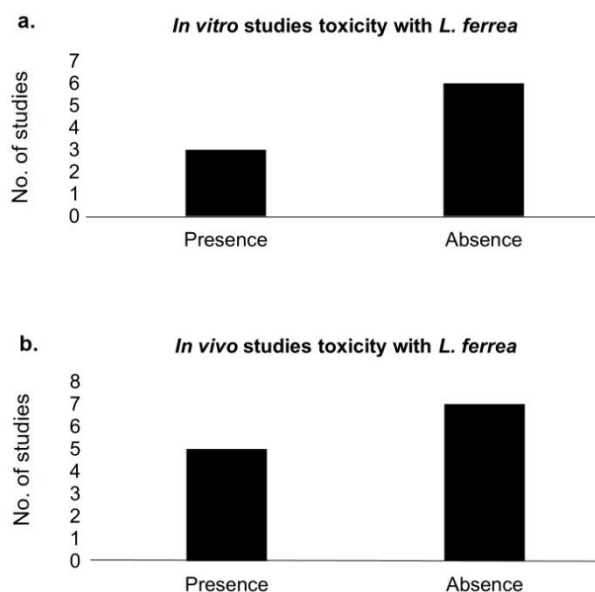 a.
In vitro studies toxicity with L. ferrea
No. of studies
7
6
5
4
3
2
1
0
Presence Absence
b.
In vivo studies toxicity with L. ferrea
No. of studies
8
7
6
5
4
3
2
1
0
Presence Absence